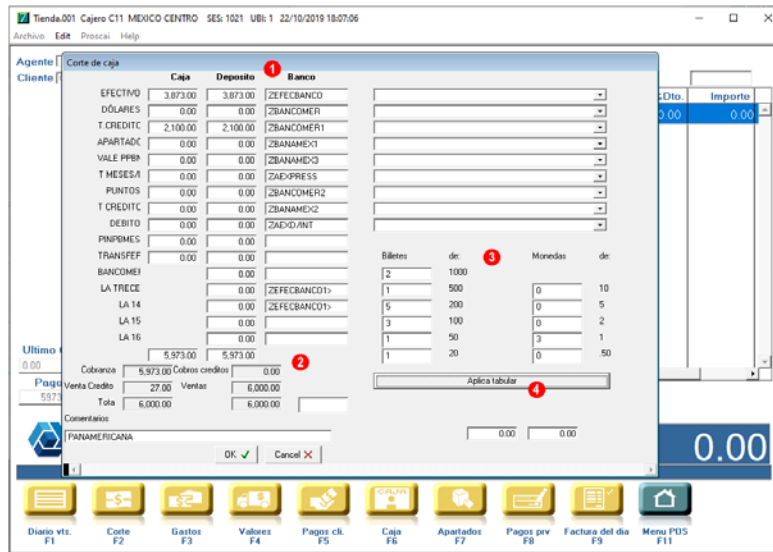 Tienda.001 Cajero C11 MEXICO CENTRO SES: 1021 UBI: 1 22/10/2019 18:07:06
Archivo Edit Proscai Help
Agente
Cliente
Corte de caja
1
Caja Deposito Banco
EFECTIVO 3,873.00 3,873.00 ZEFECBANCO
DÓLARES 0.00 0.00 ZBANCOMER
T.CREDITC 2,100.00 2,100.00 ZBANCOMER1
APARTADC 0.00 0.00 ZBANAMEX1
VALE PPBN 0.00 0.00 ZBANAMEX3
T MESES/I 0.00 0.00 ZAEXPRESS
PUNTOS 0.00 0.00 ZBANCOMER2
T CREDITC 0.00 0.00 ZBANAMEX2
DEBITO 0.00 0.00 ZAEXD/INT
PINPBMES 0.00 0.00
TRANSFEF 0.00 0.00
BANCOMEI 0.00
LA TRECE 0.00 ZEFECBANCO1>
LA 14 0.00 ZEFECBANCO1>
LA 15 0.00
LA 16 0.00
5,973.00 5,973.00
2
Cobranza 5,973.00 Cobros creditos 0.00
Venta Credito 27.00 Ventas 6,000.00
Tota 6,000.00 6,000.00
Comentarios
PANAMERICANA
OK Cancel
Billetes de: 3 Monedas de:
2 1000
1 500 0 10
5 200 0 5
3 100 0 2
1 50 3 1
1 20 0 .50
Aplica tabular
4
0.00 0.00
Dto. Importe
0.00 0.00
Ultimo
0.00
Pago
5973
0.00
Diario vts. F1
Corte F2
Gastos F3
Valores F4
Pagos cli. F5
CAJA
Caja F6
Apartados F7
Pagos prv F8
Factura del dia F9
Menu POS F11